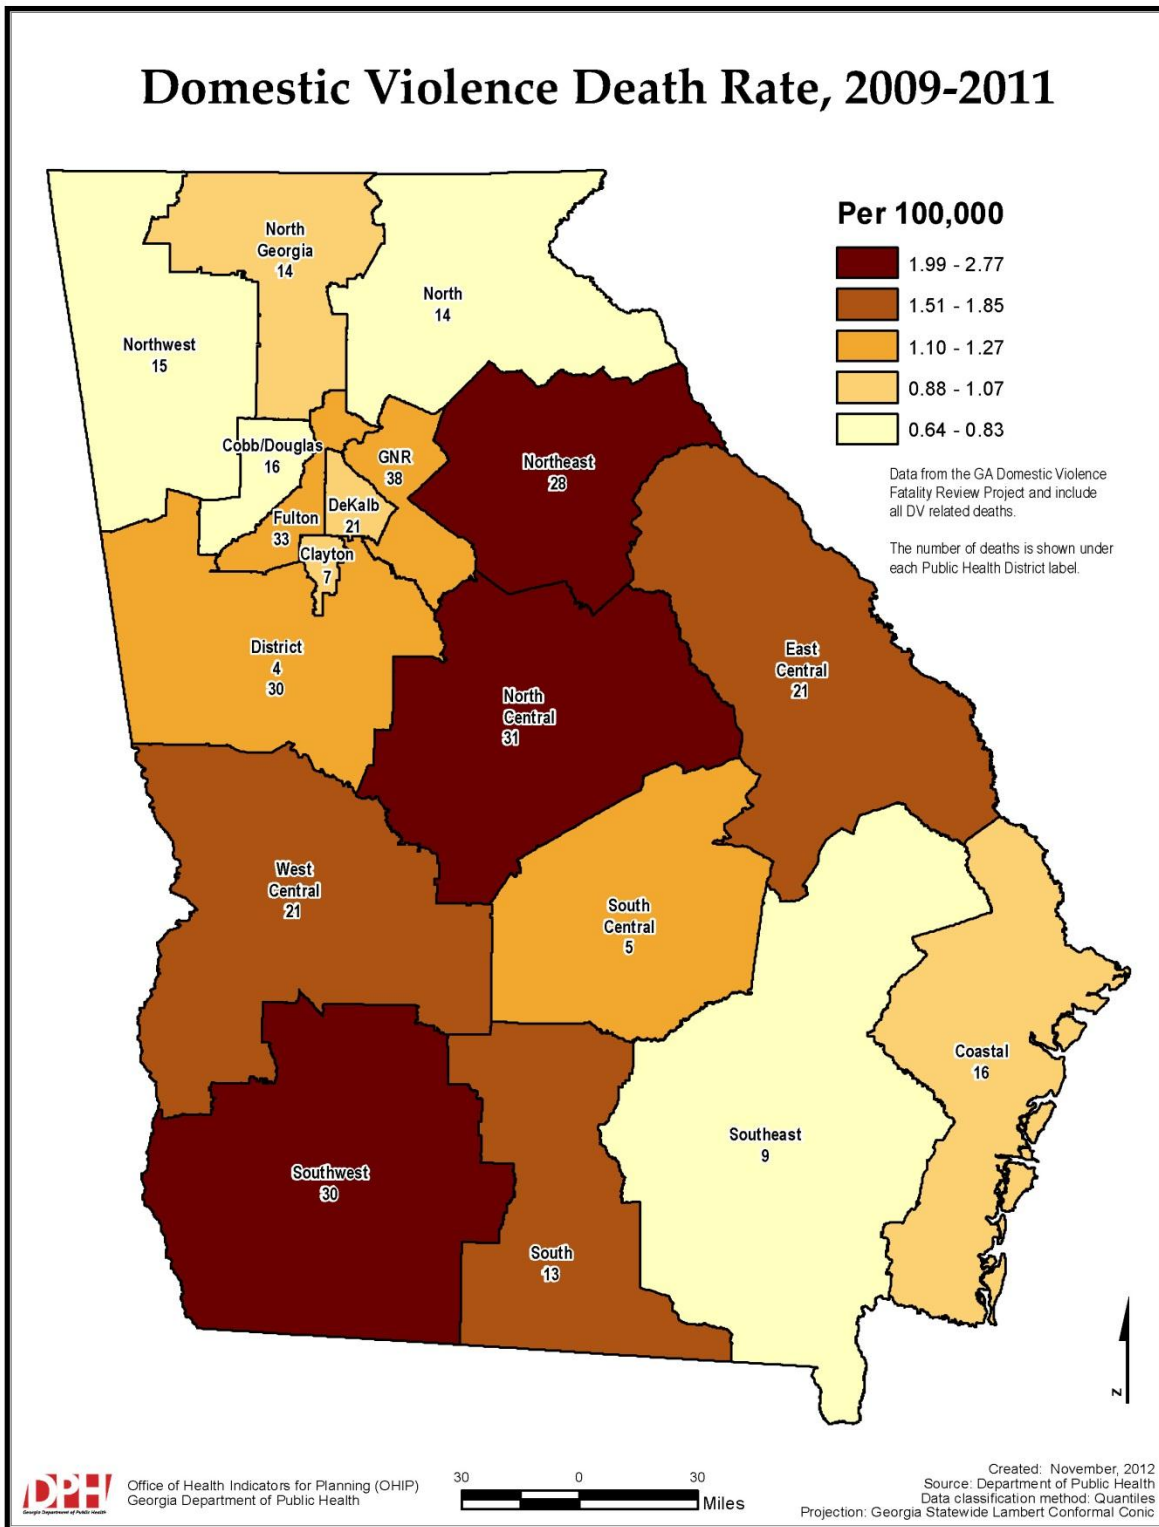 Domestic Violence Death Rate, 2009-2011
Per 100,000
1.99 - 2.77
1.51 - 1.85
1.10 - 1.27
0.88 - 1.07
0.64 - 0.83
Data from the GA Domestic Violence
Fatality Review Project and include
all DV related deaths.
The number of deaths is shown under
each Public Health District label.
North
Georgia
14
North
14
Northwest
15
Cobb/Douglas
16
GNR
38
Northeast
28
DeKalb
21
Fulton
33
Clayton
7
District
4
30
East
Central
21
North
Central
31
West
Central
21
South
Central
5
Coastal
16
Southeast
9
Southwest
30
South
13
N
DPH
Georgia Department of Public Health
Office of Health Indicators for Planning (OHIP)
Georgia Department of Public Health
30 0 30
Miles
Created: November, 2012
Source: Department of Public Health
Data classification method: Quantiles
Projection: Georgia Statewide Lambert Conformal Conic